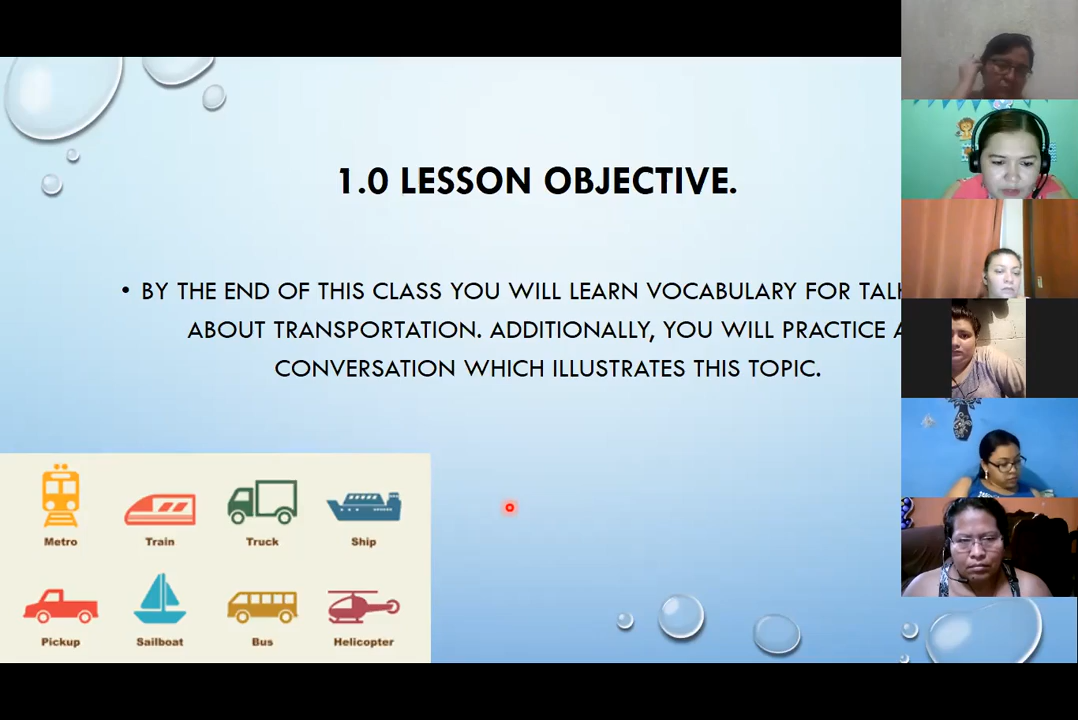 1.0 LESSON OBJECTIVE.
• BY THE END OF THIS CLASS YOU WILL LEARN VOCABULARY FOR
ABOUT TRANSPORTATION. ADDITIONALLY, YOU WILL PRACTICE A
CONVERSATION WHICH ILLUSTRATES THIS TOPIC.
Metro Train Truck Ship
Pickup Sailboat Bus Helicopter